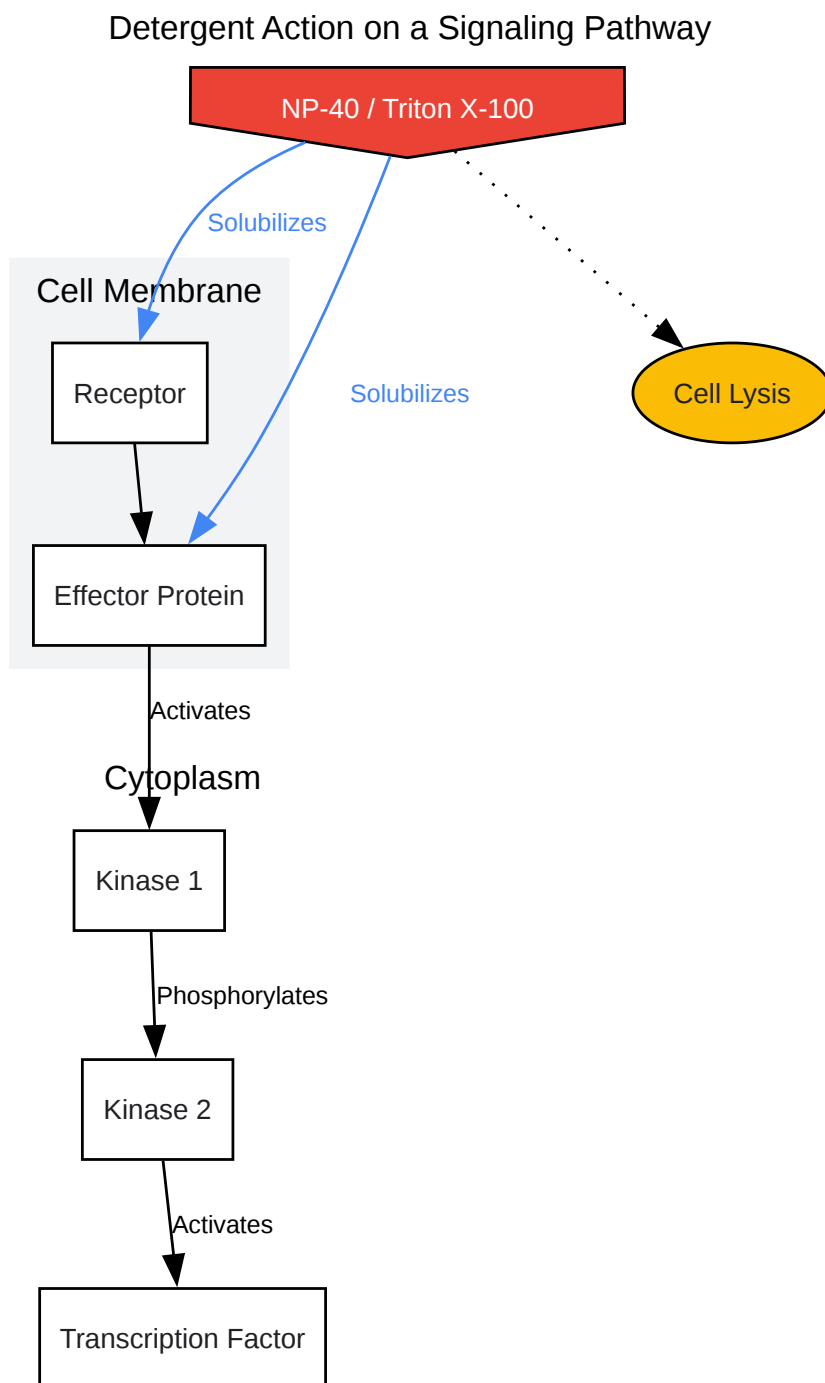 Detergent Action on a Signaling Pathway
NP-40 / Triton X-100
Solubilizes
Cell Membrane
Receptor
Solubilizes
Cell Lysis
Effector Protein
Activates
Cytoplasm
Kinase 1
Phosphorylates
Kinase 2
Activates
Transcription Factor